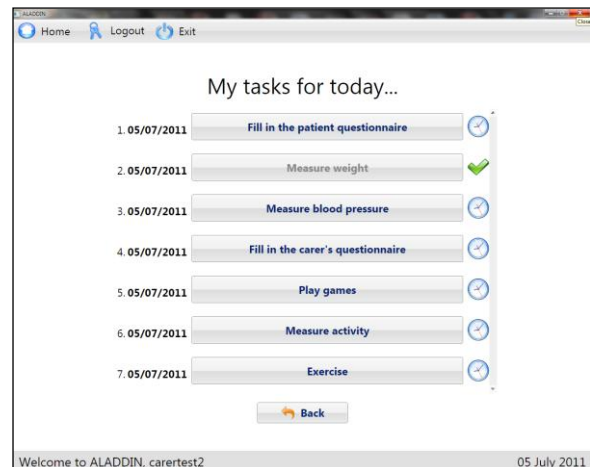 ALADDIN
Close
Home Logout Exit
My tasks for today...
1. 05/07/2011 Fill in the patient questionnaire
2. 05/07/2011 Measure weight
3. 05/07/2011 Measure blood pressure
4. 05/07/2011 Fill in the carer's questionnaire
5. 05/07/2011 Play games
6. 05/07/2011 Measure activity
7. 05/07/2011 Exercise
Back
Welcome to ALADDIN, carertest2 05 July 2011